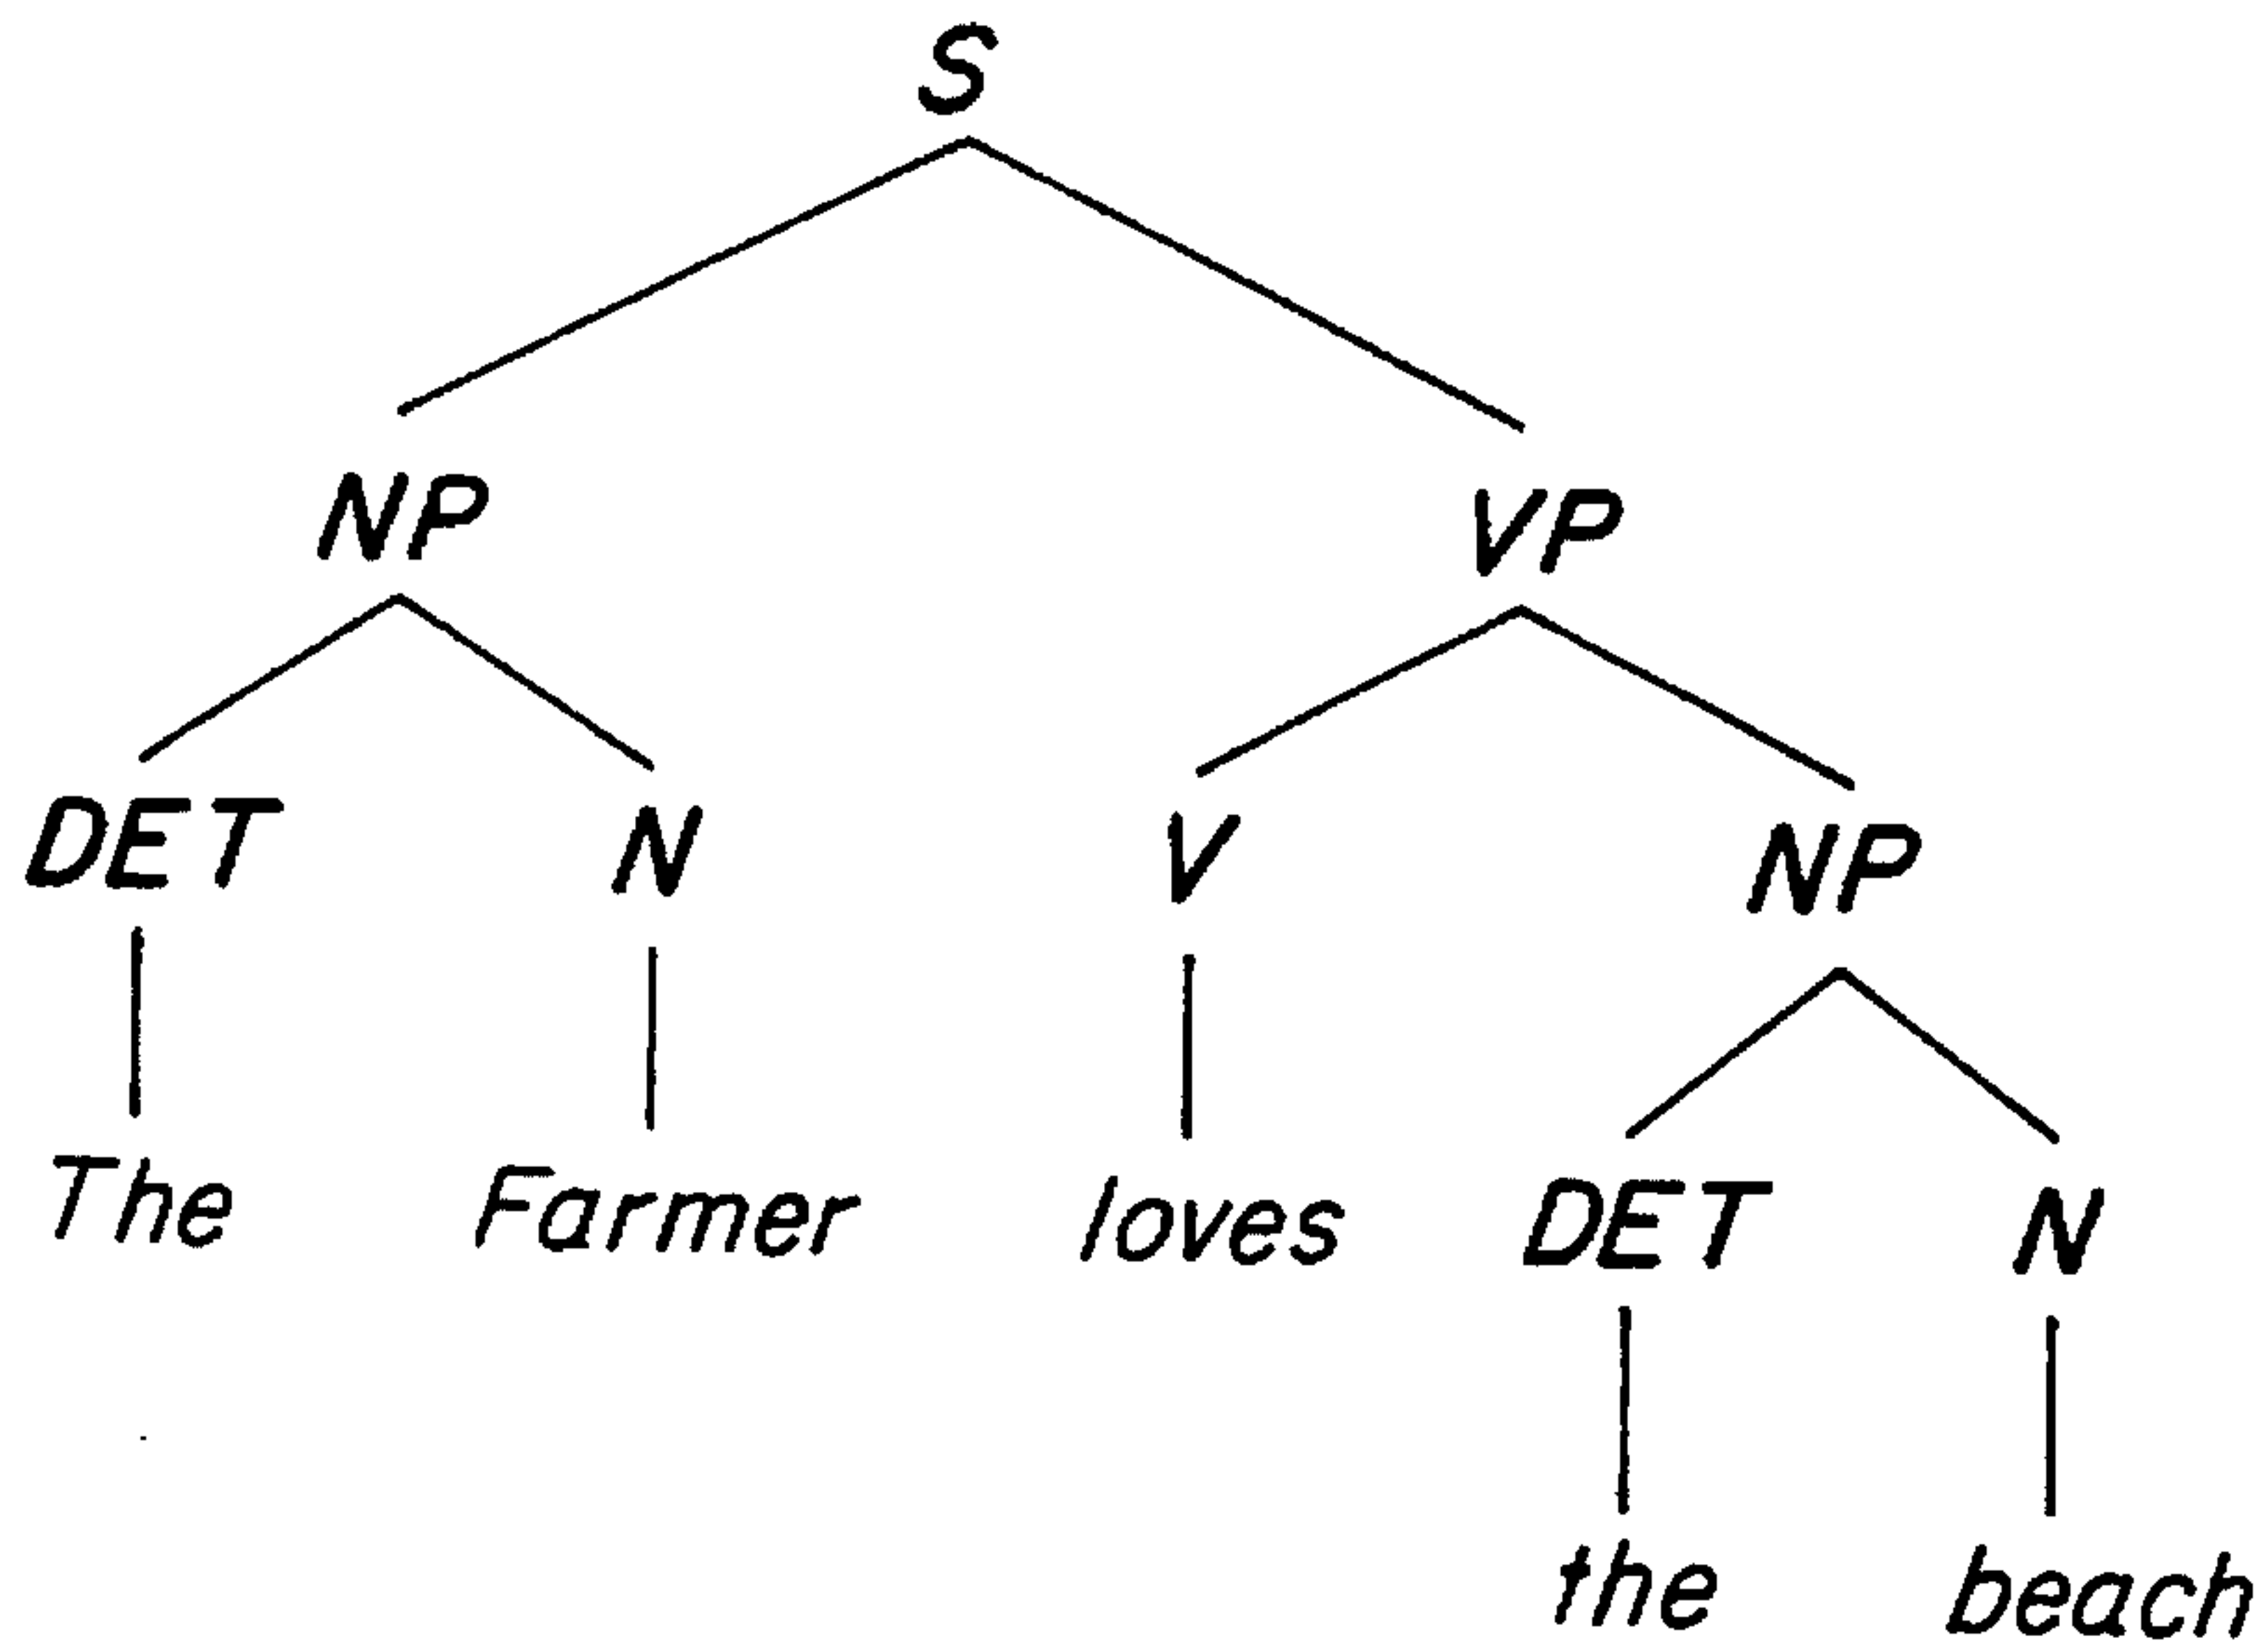 S
NP VP
DET N V NP
The Farmer loves DET N
the beach